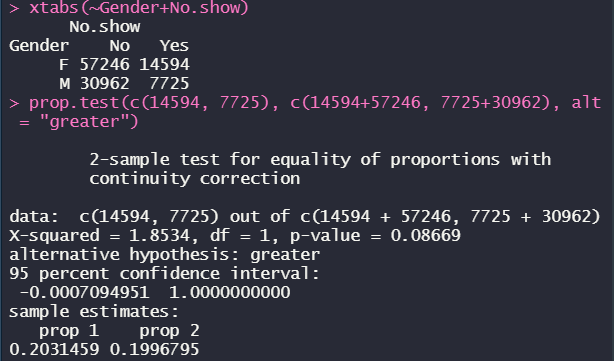 > xtabs(~Gender+No.show)
No.show
Gender No Yes
F 57246 14594
M 30962 7725
> prop.test(c(14594, 7725), c(14594+57246, 7725+30962), alt
= "greater")
2-sample test for equality of proportions with
continuity correction
data: c(14594, 7725) out of c(14594 + 57246, 7725 + 30962)
X-squared = 1.8534, df = 1, p-value = 0.08669
alternative hypothesis: greater
95 percent confidence interval:
-0.0007094951 1.0000000000
sample estimates:
prop 1 prop 2
0.2031459 0.1996795